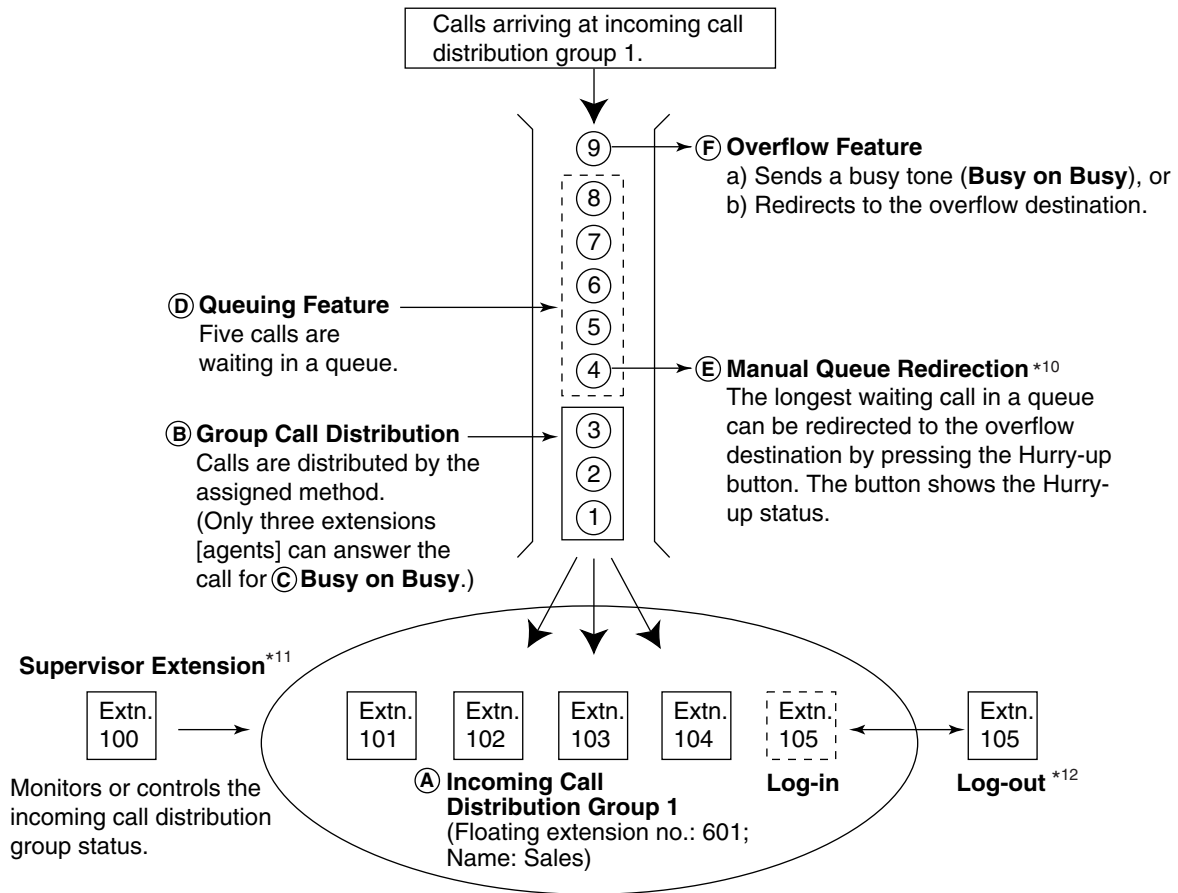 Calls arriving at incoming call
distribution group 1.
9
F Overflow Feature
a) Sends a busy tone (Busy on Busy), or
b) Redirects to the overflow destination.
8
7
6
5
4
D Queuing Feature
Five calls are
waiting in a queue.
E Manual Queue Redirection *10
The longest waiting call in a queue
can be redirected to the overflow
destination by pressing the Hurry-up
button. The button shows the Hurry-
up status.
B Group Call Distribution
Calls are distributed by the
assigned method.
(Only three extensions
[agents] can answer the
call for C Busy on Busy.)
3
2
1
Supervisor Extension*11
Extn.
100
Monitors or controls the
incoming call distribution
group status.
Extn.
101
Extn.
102
Extn.
103
Extn.
104
Extn.
105
Log-in
Extn.
105
Log-out *12
A Incoming Call
Distribution Group 1
(Floating extension no.: 601;
Name: Sales)